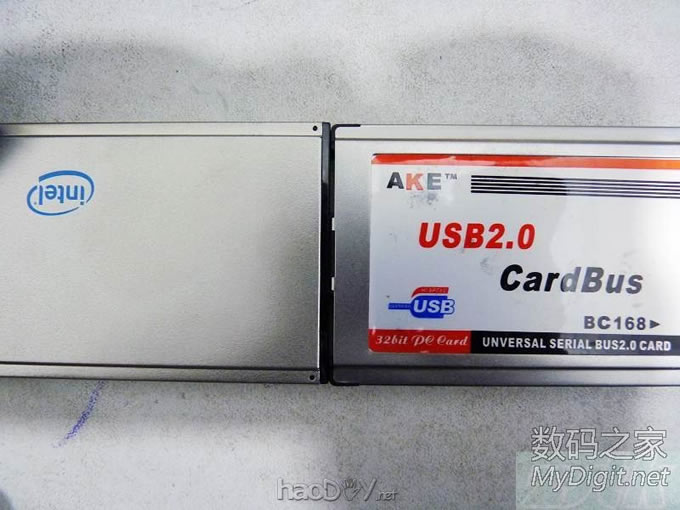 intel
AKE™
USB2.0
CardBus
USB
BC168►
32bit PC Card
UNIVERSAL SERIAL BUS2.0 CARD
数码之家
MyDigit.net
haoDIY.net